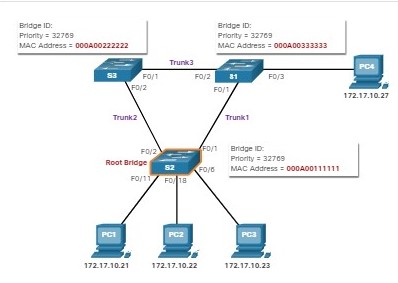 Bridge ID:
Priority = 32769
MAC Address = 000A00222222
Bridge ID:
Priority = 32769
MAC Address = 000A00333333
Trunk3
S3
F0/1
F0/2
S1
F0/3
PC4
F0/2
F0/1
172.17.10.27
Trunk2
Trunk1
F0/2
F0/1
Bridge ID:
Priority = 32769
MAC Address = 000A00111111
Root Bridge
S2
F0/6
F0/11
F0/18
PC1
PC2
PC3
172.17.10.21
172.17.10.22
172.17.10.23